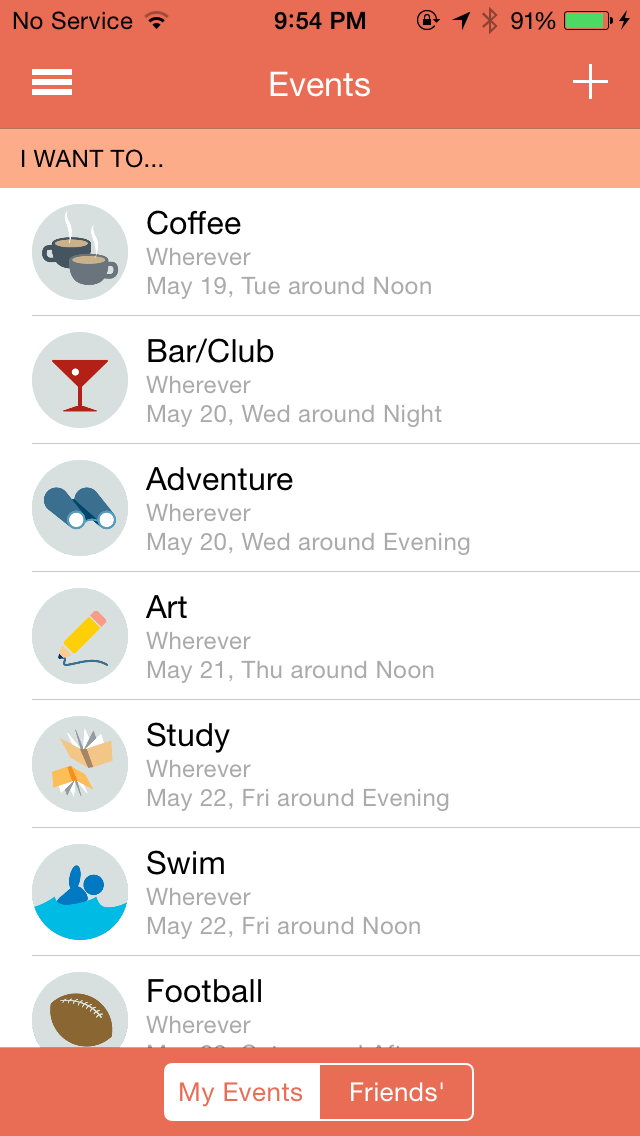 No Service 9:54 PM 91%
Events
I WANT TO...
Coffee
Wherever
May 19, Tue around Noon
Bar/Club
Wherever
May 20, Wed around Night
Adventure
Wherever
May 20, Wed around Evening
Art
Wherever
May 21, Thu around Noon
Study
Wherever
May 22, Fri around Evening
Swim
Wherever
May 22, Fri around Noon
Football
Wherever
My Events Friends'